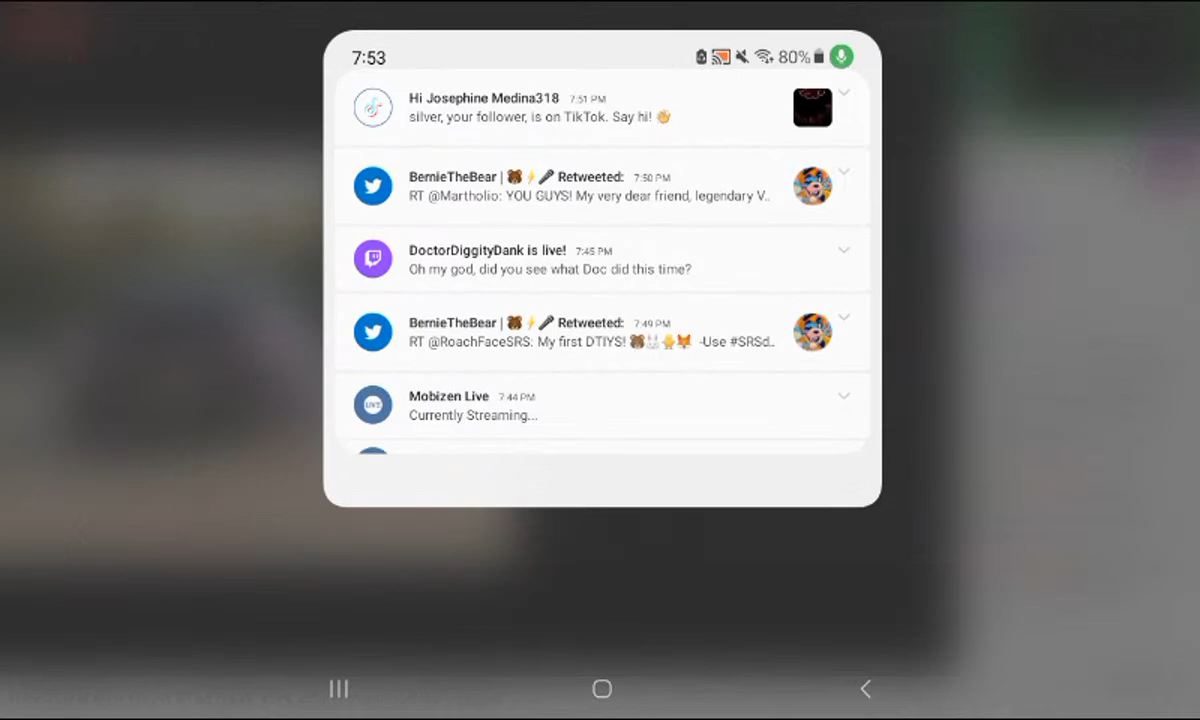 7:53 80%
Hi Josephine Medina318 7:51 PM
silver, your follower, is on TikTok. Say hi! 👋
BernieTheBear | 🐻⚡🎤 Retweeted: 7:50 PM
RT @Martholio: YOU GUYS! My very dear friend, legendary V..
DoctorDiggityDank is live! 7:45 PM
Oh my god, did you see what Doc did this time?
BernieTheBear | 🐻⚡🎤 Retweeted: 7:49 PM
RT @RoachFaceSRS: My first DTIYS! 🐻🐰🐥🦊 -Use #SRSd..
LIVE
Mobizen Live 7:44 PM
Currently Streaming...